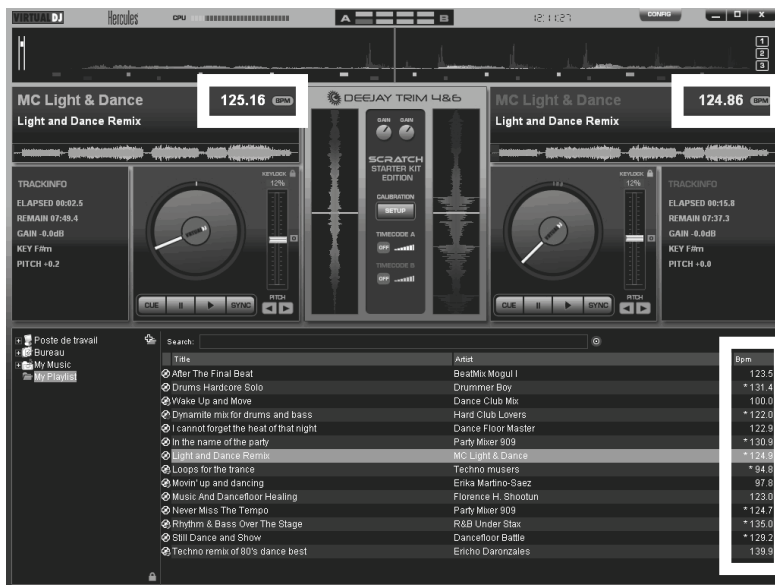 VIRTUAL DJ Hercules CPU A B 12:11:27 CONFIG
1
2
3
MC Light & Dance 125.16 BPM
Light and Dance Remix
DEEJAY TRIM 4&6
MC Light & Dance 124.86 BPM
Light and Dance Remix
GAIN GAIN
SCRATCH
STARTER KIT
EDITION
CALIBRATION
SETUP
TIMECODE A
OFF
TIMECODE B
OFF
TRACKINFO
ELAPSED 00:02.5
REMAIN 07:49.4
GAIN -0.0dB
KEY F#m
PITCH +0.2
KEYLOCK
12%
PITCH
CUE II SYNC
KEYLOCK
12%
PITCH
CUE II SYNC
TRACKINFO
ELAPSED 00:15.8
REMAIN 07:37.3
GAIN -0.0dB
KEY F#m
PITCH +0.0
Poste de travail
Bureau
My Music
My Playlist
Search:
Title Artist Bpm
After The Final Beat BeatMix Mogul I 123.5
Drums Hardcore Solo Drummer Boy * 131.4
Wake Up and Move Dance Club Mix 100.0
Dynamite mix for drums and bass Hard Club Lovers * 122.0
I cannot forget the heat of that night Dance Floor Master 122.9
In the name of the party Party Mixer 909 * 130.9
Light and Dance Remix MC Light & Dance * 124.9
Loops for the trance Techno musers * 94.8
Movin' up and dancing Erika Martino-Saez 97.8
Music And Dancefloor Healing Florence H. Shootun 123.0
Never Miss The Tempo Party Mixer 909 * 124.7
Rhythm & Bass Over The Stage R&B Under Stax * 135.0
Still Dance and Show Dancefloor Battle * 129.2
Techno remix of 80's dance best Ericho Daronzales 139.9